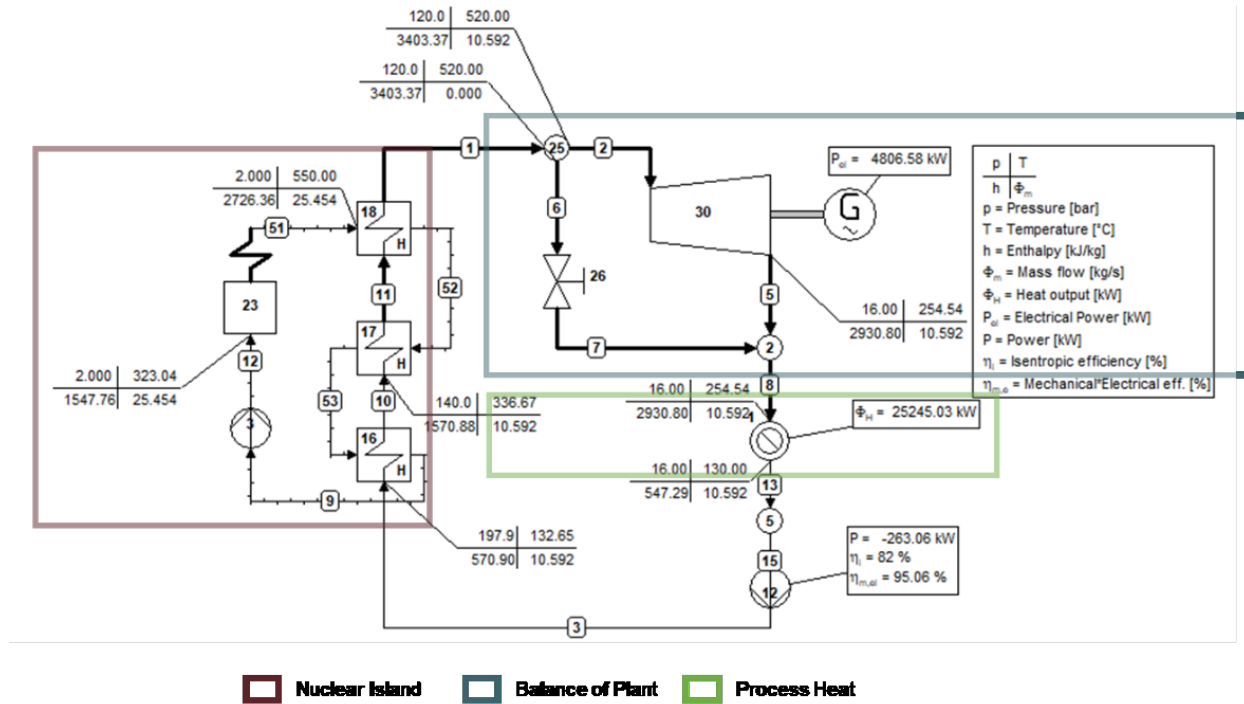 120.0 520.00
3403.37 10.592
120.0 520.00
3403.37 0.000
1
25
2
P_el = 4806.58 kW
p T
h Φ_m
p = Pressure [bar]
T = Temperature [°C]
h = Enthalpy [kJ/kg]
Φ_m = Mass flow [kg/s]
Φ_H = Heat output [kW]
P_el = Electrical Power [kW]
P = Power [kW]
η_i = Isentropic efficiency [%]
η_m,e = Mechanical*Electrical eff. [%]
2.000 550.00
2726.36 25.454
18
H
51
6
30
G
~
11
52
26
5
23
16.00 254.54
2930.80 10.592
17
H
7
2
12
2.000 323.04
1547.76 25.454
8
53
10
140.0 336.67
1570.88 10.592
16.00 254.54
2930.80 10.592
1
Φ_H = 25245.03 kW
3
16
H
16.00 130.00
547.29 10.592
13
9
5
197.9 132.65
570.90 10.592
P = -263.06 kW
η_i = 82 %
η_m,el = 95.06 %
15
12
3
Nuclear Island
Balance of Plant
Process Heat